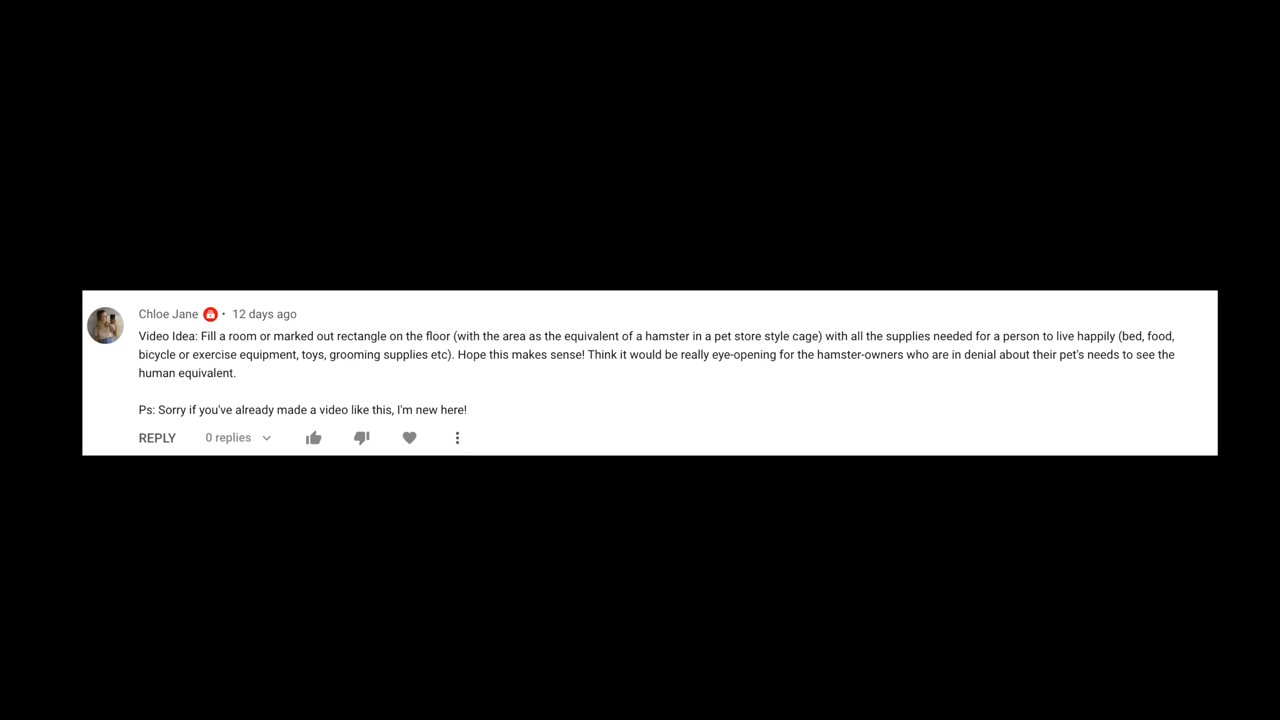 Chloe Jane • 12 days ago
Video Idea: Fill a room or marked out rectangle on the floor (with the area as the equivalent of a hamster in a pet store style cage) with all the supplies needed for a person to live happily (bed, food,
bicycle or exercise equipment, toys, grooming supplies etc). Hope this makes sense! Think it would be really eye-opening for the hamster-owners who are in denial about their pet's needs to see the
human equivalent.
Ps: Sorry if you've already made a video like this, I'm new here!
REPLY 0 replies